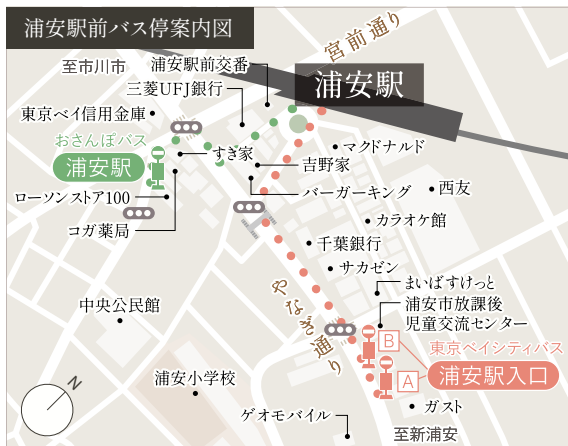 浦安駅前バス停案内図
宮前通り
至市川市
浦安駅前交番
三菱UFJ銀行
浦安駅
東京ベイ信用金庫
おさんぽバス
浦安駅
すき家
マクドナルド
吉野家
バーガーキング
西友
ローソンストア100
コガ薬局
カラオケ館
千葉銀行
サカゼン
まいばすけっと
浦安市放課後
児童交流センター
やなぎ通り
中央公民館
B
東京ベイシティバス
浦安駅入口
A
浦安小学校
N
ゲオモバイル
ガスト
至新浦安